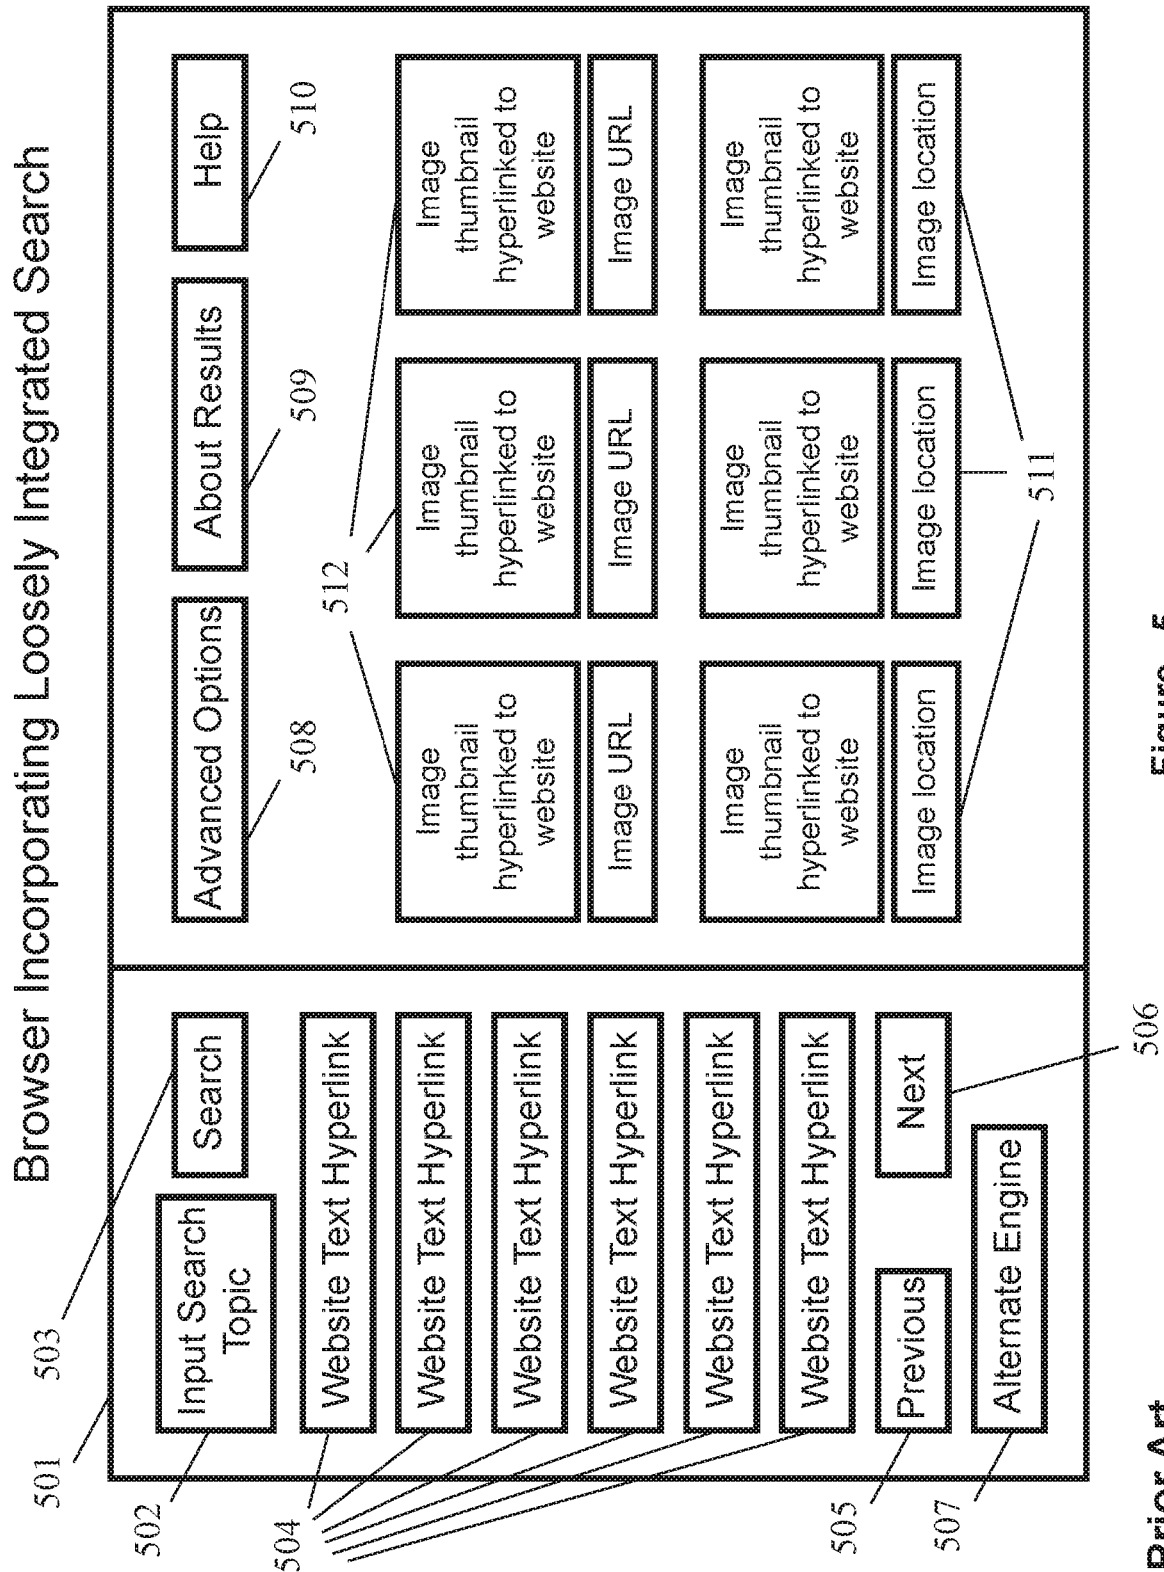 Browser Incorporating Loosely Integrated Search
501
503
502
Input Search
Topic
Search
Advanced Options
About Results
Help
508
509
510
504
Website Text Hyperlink
Website Text Hyperlink
Website Text Hyperlink
Website Text Hyperlink
Website Text Hyperlink
Website Text Hyperlink
512
Image
thumbnail
hyperlinked to
website
Image
thumbnail
hyperlinked to
website
Image
thumbnail
hyperlinked to
website
Image URL
Image URL
Image URL
Image
thumbnail
hyperlinked to
website
Image
thumbnail
hyperlinked to
website
Image
thumbnail
hyperlinked to
website
Image location
Image location
Image location
505
Previous
Next
507
Alternate Engine
511
506
Prior Art
Figure 5